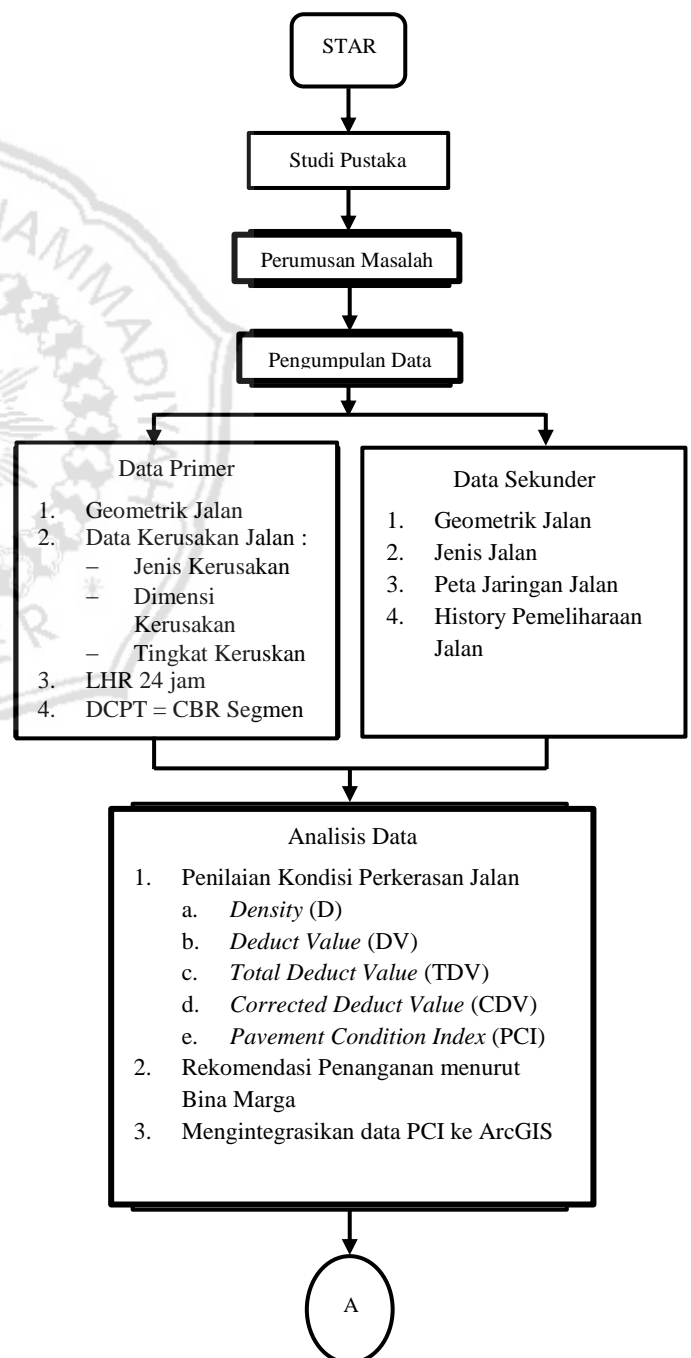 STAR
Studi Pustaka
Perumusan Masalah
Pengumpulan Data
Data Primer
1. Geometrik Jalan
2. Data Kerusakan Jalan :
– Jenis Kerusakan
– Dimensi
Kerusakan
– Tingkat Keruskan
3. LHR 24 jam
4. DCPT = CBR Segmen
Data Sekunder
1. Geometrik Jalan
2. Jenis Jalan
3. Peta Jaringan Jalan
4. History Pemeliharaan
Jalan
Analisis Data
1. Penilaian Kondisi Perkerasan Jalan
a. Density (D)
b. Deduct Value (DV)
c. Total Deduct Value (TDV)
d. Corrected Deduct Value (CDV)
e. Pavement Condition Index (PCI)
2. Rekomendasi Penanganan menurut
Bina Marga
3. Mengintegrasikan data PCI ke ArcGIS
A